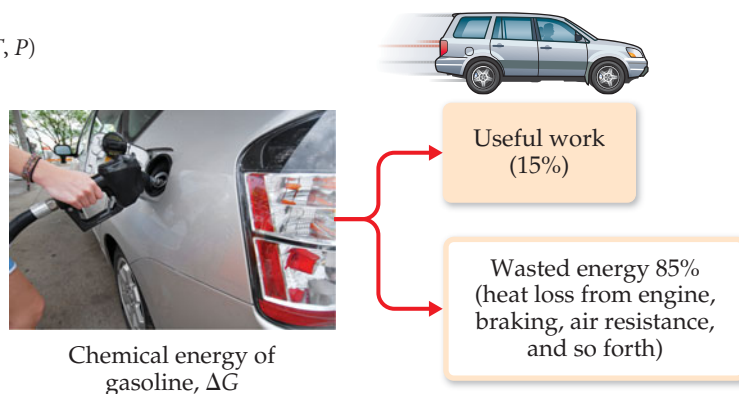 , P)
Useful work
(15%)
Wasted energy 85%
(heat loss from engine,
braking, air resistance,
and so forth)
Chemical energy of
gasoline, ΔG